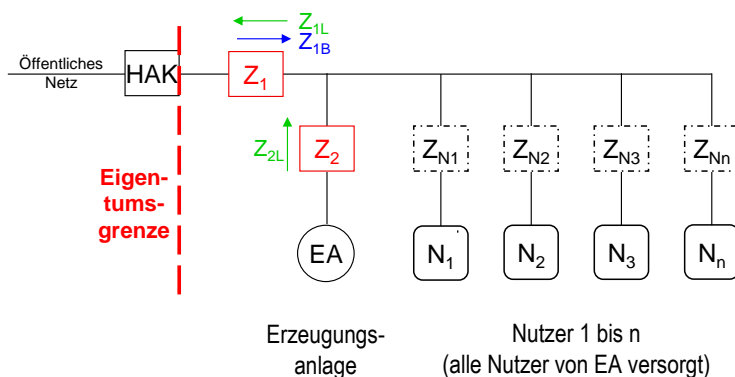 Z1L
Z1B
Öffentliches
Netz
HAK
Z1
Z2L
Z2
ZN1
ZN2
ZN3
ZNn
Eigen-
tums-
grenze
EA
N1
N2
N3
Nn
Erzeugungs-
anlage
Nutzer 1 bis n
(alle Nutzer von EA versorgt)